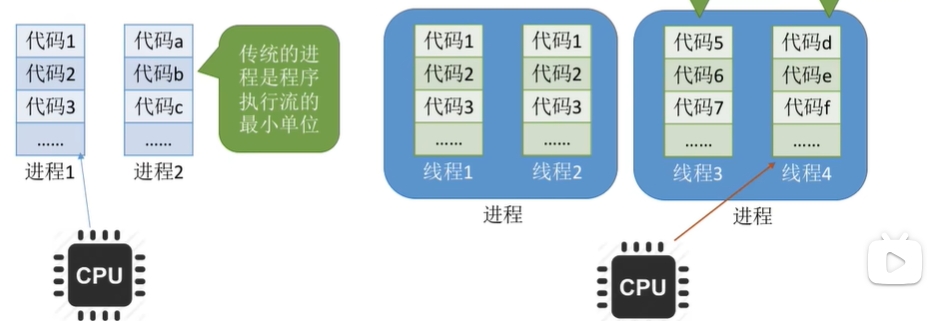 代码1
代码2
代码3
……
进程1
代码a
代码b
代码c
……
进程2
传统的进
程是程序
执行流的
最小单位
CPU
代码1
代码2
代码3
……
线程1
代码1
代码2
代码3
……
线程2
进程
代码5
代码6
代码7
……
线程3
代码d
代码e
代码f
……
线程4
进程
CPU